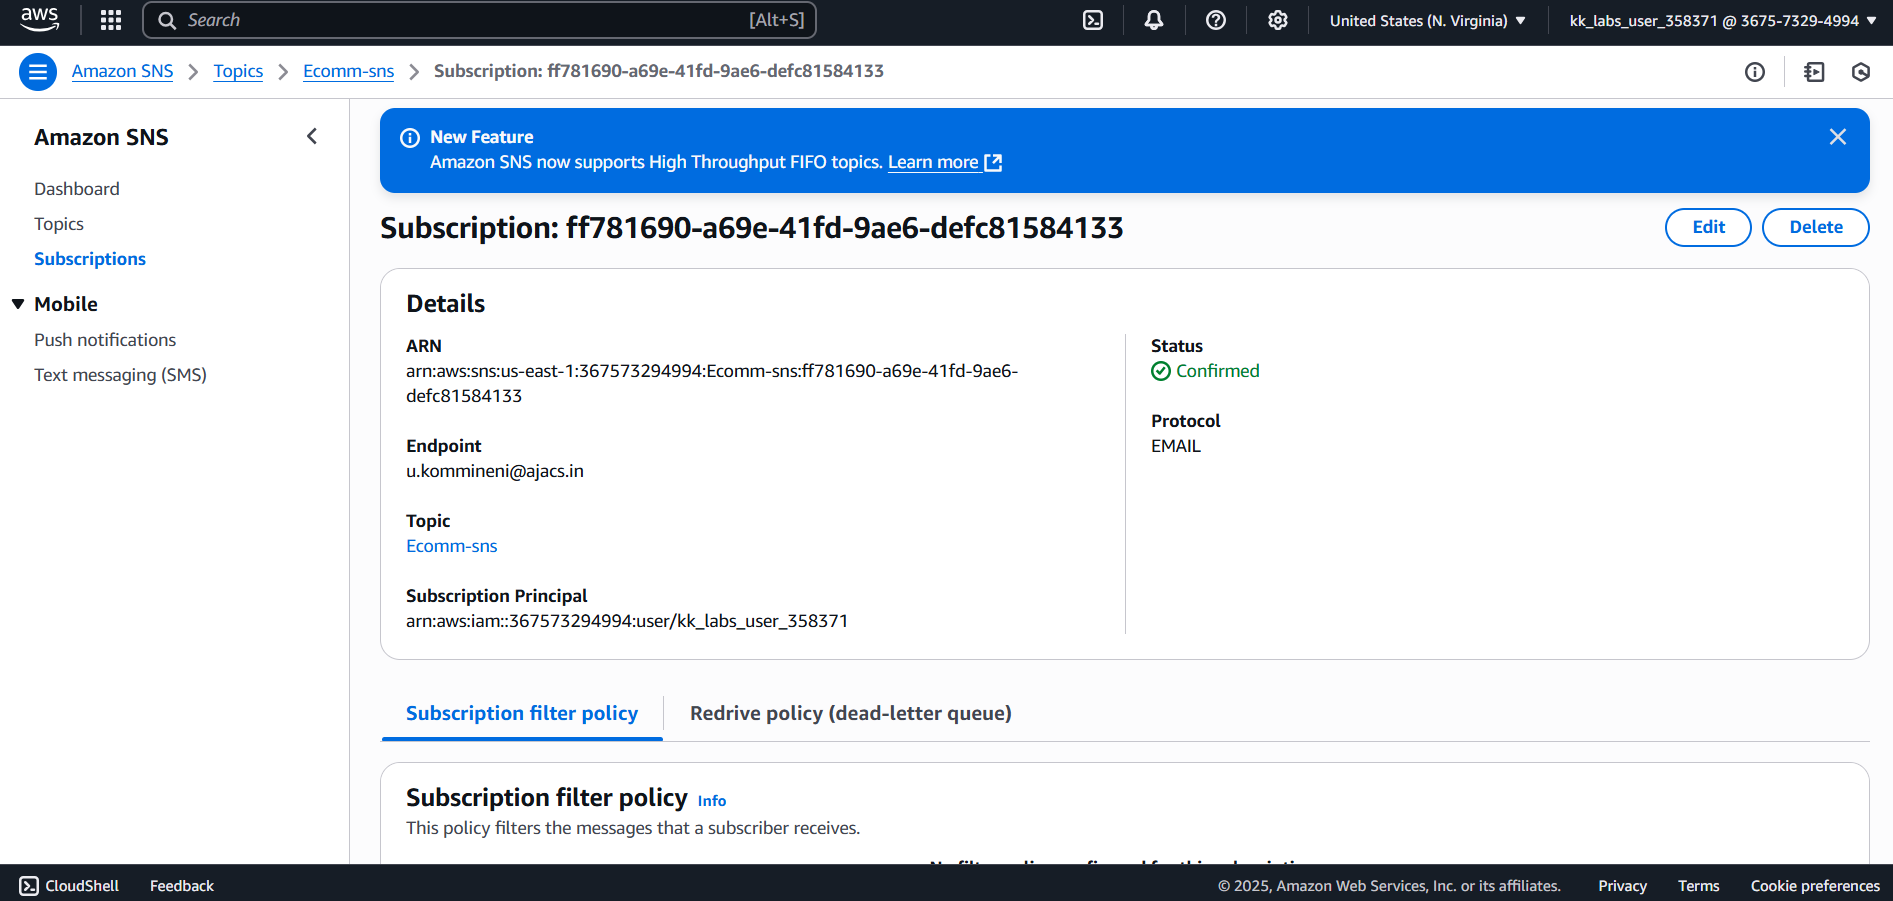 aws
Search [Alt+S]
United States (N. Virginia)
kk_labs_user_358371 @ 3675-7329-4994
Amazon SNS
Topics
Ecomm-sns
Subscription: ff781690-a69e-41fd-9ae6-defc81584133
Amazon SNS
Dashboard
Topics
Subscriptions
Mobile
Push notifications
Text messaging (SMS)
New Feature
Amazon SNS now supports High Throughput FIFO topics. Learn more
Subscription: ff781690-a69e-41fd-9ae6-defc81584133
Edit
Delete
Details
ARN
arn:aws:sns:us-east-1:367573294994:Ecomm-sns:ff781690-a69e-41fd-9ae6-
defc81584133
Endpoint
u.kommineni@ajacs.in
Topic
Ecomm-sns
Subscription Principal
arn:aws:iam::367573294994:user/kk_labs_user_358371
Status
Confirmed
Protocol
EMAIL
Subscription filter policy
Redrive policy (dead-letter queue)
Subscription filter policy Info
This policy filters the messages that a subscriber receives.
CloudShell
Feedback
© 2025, Amazon Web Services, Inc. or its affiliates.
Privacy
Terms
Cookie preferences